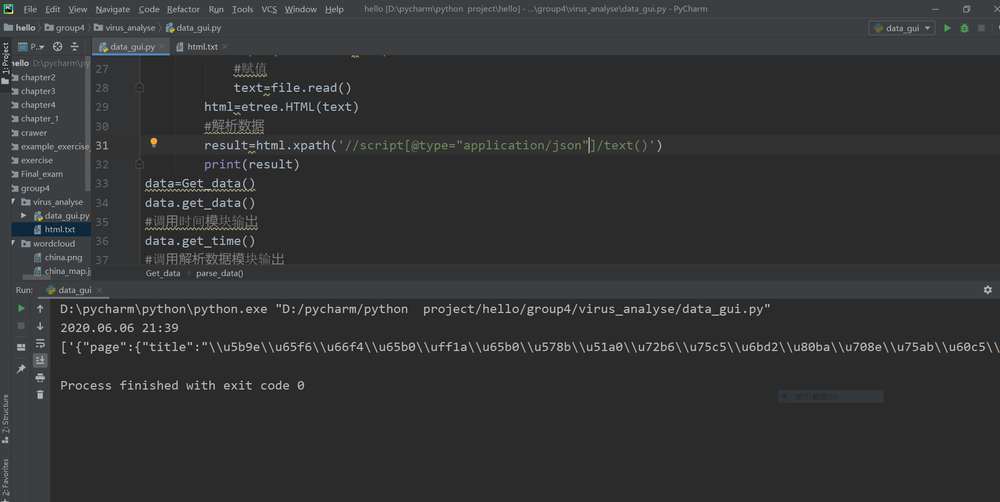 File Edit View Navigate Code Refactor Run Tools VCS Window Help hello [D:\pycharm\python project\hello] - ...\group4\virus_analyse\data_gui.py - PyCharm
hello group4 virus_analyse data_gui.py data_gui
1: Project
P.. data_gui.py html.txt
hello D:\pycharm\py
chapter2
chapter3
chapter4
chapter_1
crawer
example_exercise_
exercise
Final_exam
group4
virus_analyse
data_gui.py
html.txt
wordcloud
china.png
china_map.j
27 #赋值
28 text=file.read()
29 html=etree.HTML(text)
30 #解析数据
31 result=html.xpath('//script[@type="application/json"]/text()')
32 print(result)
33 data=Get_data()
34 data.get_data()
35 #调用时间模块输出
36 data.get_time()
37 #调用解析数据模块输出
Get_data parse_data()
Run: data_gui
D:\pycharm\python\python.exe "D:/pycharm/python project/hello/group4/virus_analyse/data_gui.py"
2020.06.06 21:39
['{"page":{"title":"\\u5b9e\\u65f6\\u66f4\\u65b0\\uff1a\\u65b0\\u578b\\u51a0\\u72b6\\u75c5\\u6bd2\\u80ba\\u708e\\u75ab\\u60c5\\
Process finished with exit code 0
矩形截图(R)
Z: Structure
2: Favorites